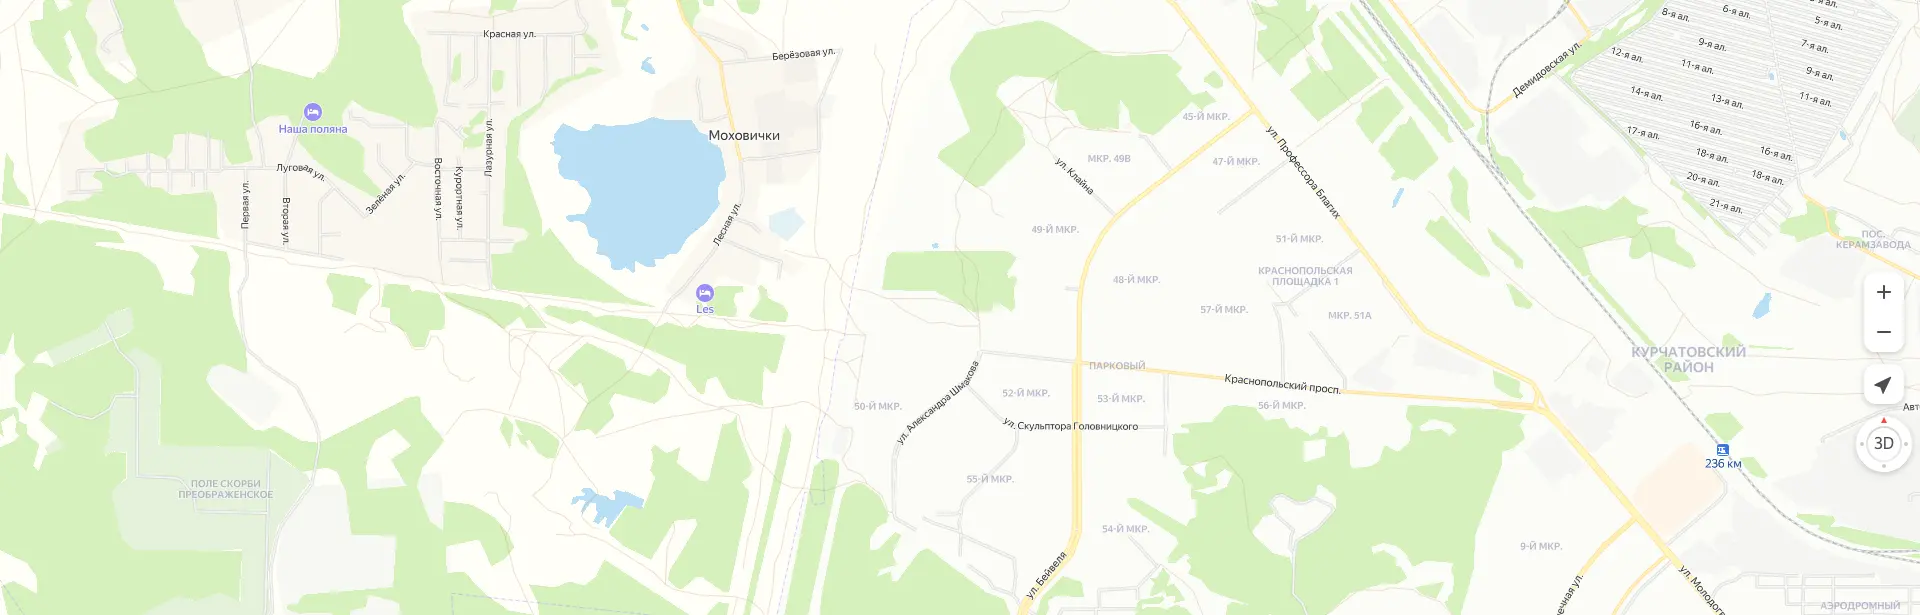 Красная ул.
Берёзовая ул.
Наша поляна
Моховички
Луговая ул.
Зелёная ул.
Первая ул.
Вторая ул.
Восточная ул.
Курортная ул.
Лазурная ул.
Лесная ул.
Les
ПОЛЕ СКОРБИ
ПРЕОБРАЖЕНСКОЕ
45-Й МКР.
МКР. 49В
47-Й МКР.
ул. Клайна
ул. Профессора Благих
49-Й МКР.
51-Й МКР.
48-Й МКР.
КРАСНОПОЛЬСКАЯ
ПЛОЩАДКА 1
57-Й МКР.
МКР. 51А
ПАРКОВЫЙ
Краснопольский просп.
52-Й МКР.
53-Й МКР.
56-Й МКР.
50-Й МКР.
ул. Александра Шмакова
ул. Скульптора Головницкого
55-Й МКР.
54-Й МКР.
ул. Бейвеля
9-Й МКР.
ул. Молодогв
ечная ул.
Демидовская ул.
8-я ал.
6-я ал.
3-я ал.
5-я ал.
12-я ал.
9-я ал.
7-я ал.
11-я ал.
9-я ал.
14-я ал.
13-я ал.
11-я ал.
17-я ал.
16-я ал.
18-я ал.
16-я ал.
20-я ал.
18-я ал.
21-я ал.
ПОС.
КЕРАМЗАВОДА
КУРЧАТОВСКИЙ
РАЙОН
Авт
3D
236 км
АЭРОДРОМНЫЙ